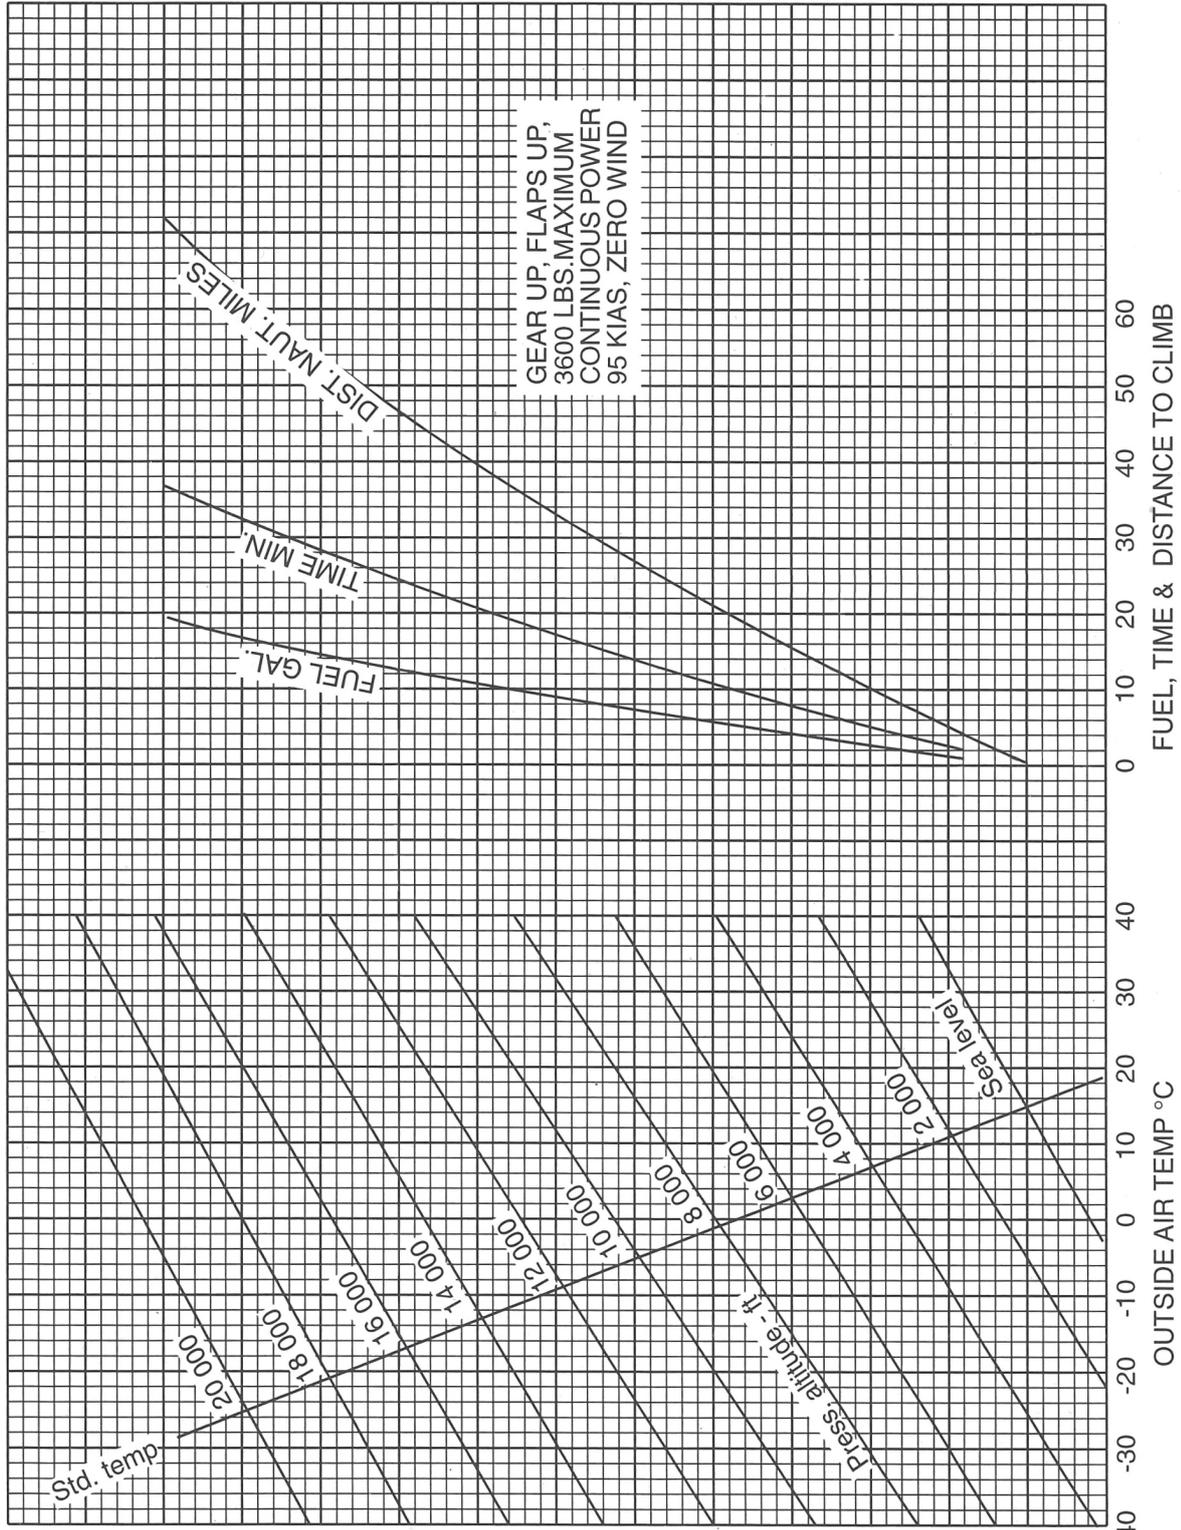 Std. temp
20 000
18 000
16 000
14 000
12 000
10 000
8 000
6 000
4 000
2 000
Sea level
Press, altitude - ft
-30
-20
-10
0
10
20
30
40
OUTSIDE AIR TEMP °C
FUEL GAL.
TIME MIN.
DIST. NAUT. MILES
GEAR UP, FLAPS UP,
3600 LBS.MAXIMUM
CONTINUOUS POWER
95 KIAS, ZERO WIND
0
10
20
30
40
50
60
FUEL, TIME & DISTANCE TO CLIMB